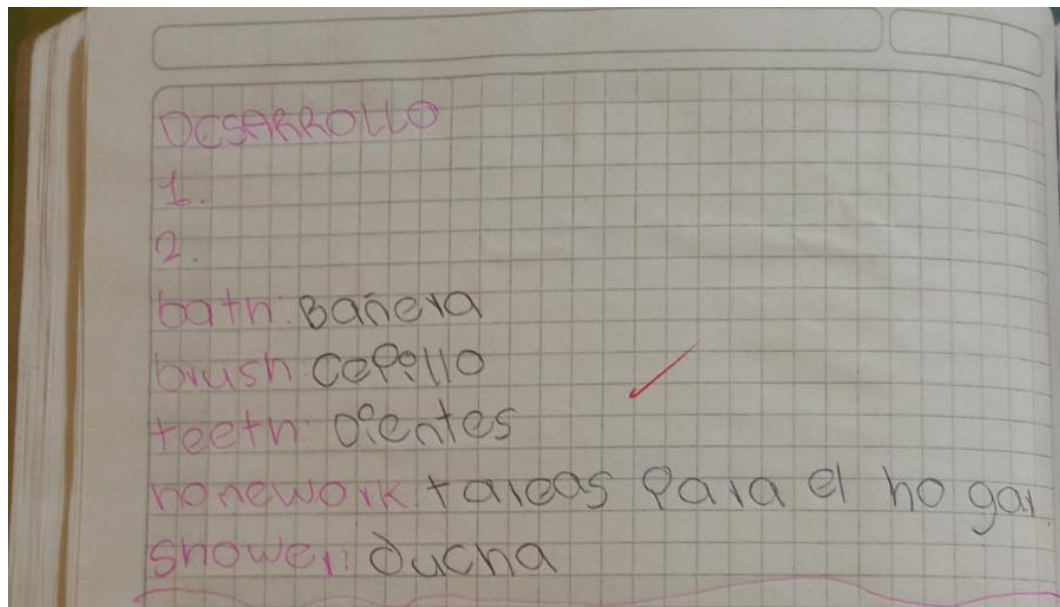 DESARROLLO
1.
2.
bath: Bañera
brush cepillo
teeth: Dientes
homework tareas para el hogar
shower: Ducha